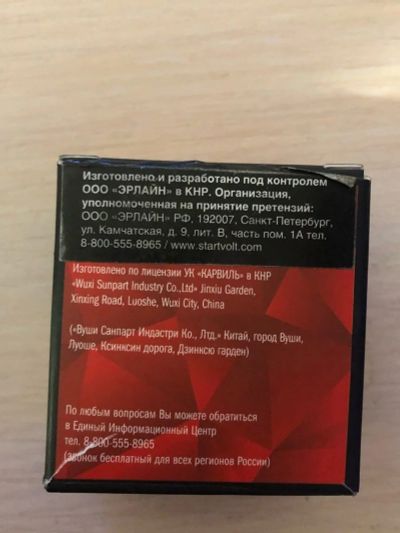 Изготовлено и разработано под контролем
ООО «ЭРЛАЙН» в КНР. Организация,
уполномоченная на принятие претензий:
ООО «ЭРЛАЙН» РФ, 192007, Санкт-Петербург,
ул. Камчатская, д. 9, лит. В, часть пом. 1А тел.
8-800-555-8965 / www.startvolt.com
Изготовлено по лицензии УК «КАРВИЛЬ» в КНР
«Wuxi Sunpart Industry Co.,Ltd» Jinxiu Garden,
Xinxing Road, Luoshe, Wuxi City, China
(«Вуши Санпарт Индастри Ко., Лтд.» Китай, город Вуши,
Луоше, Ксинксин дорога, Дзинксю гарден)
По любым вопросам Вы можете обратиться
в Единый Информационный Центр
тел. 8-800-555-8965
(звонок бесплатный для всех регионов России)